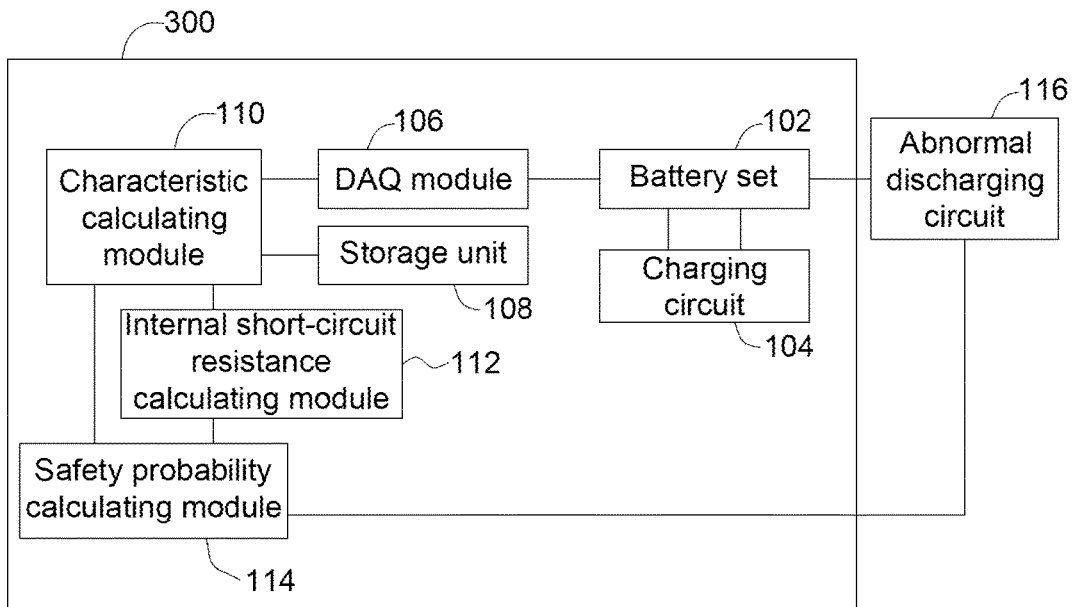 300
110
106
102
116
Characteristic
calculating
module
DAQ module
Battery set
Abnormal
discharging
circuit
Storage unit
108
Charging
circuit
104
Internal short-circuit
resistance
calculating module
112
Safety probability
calculating module
114